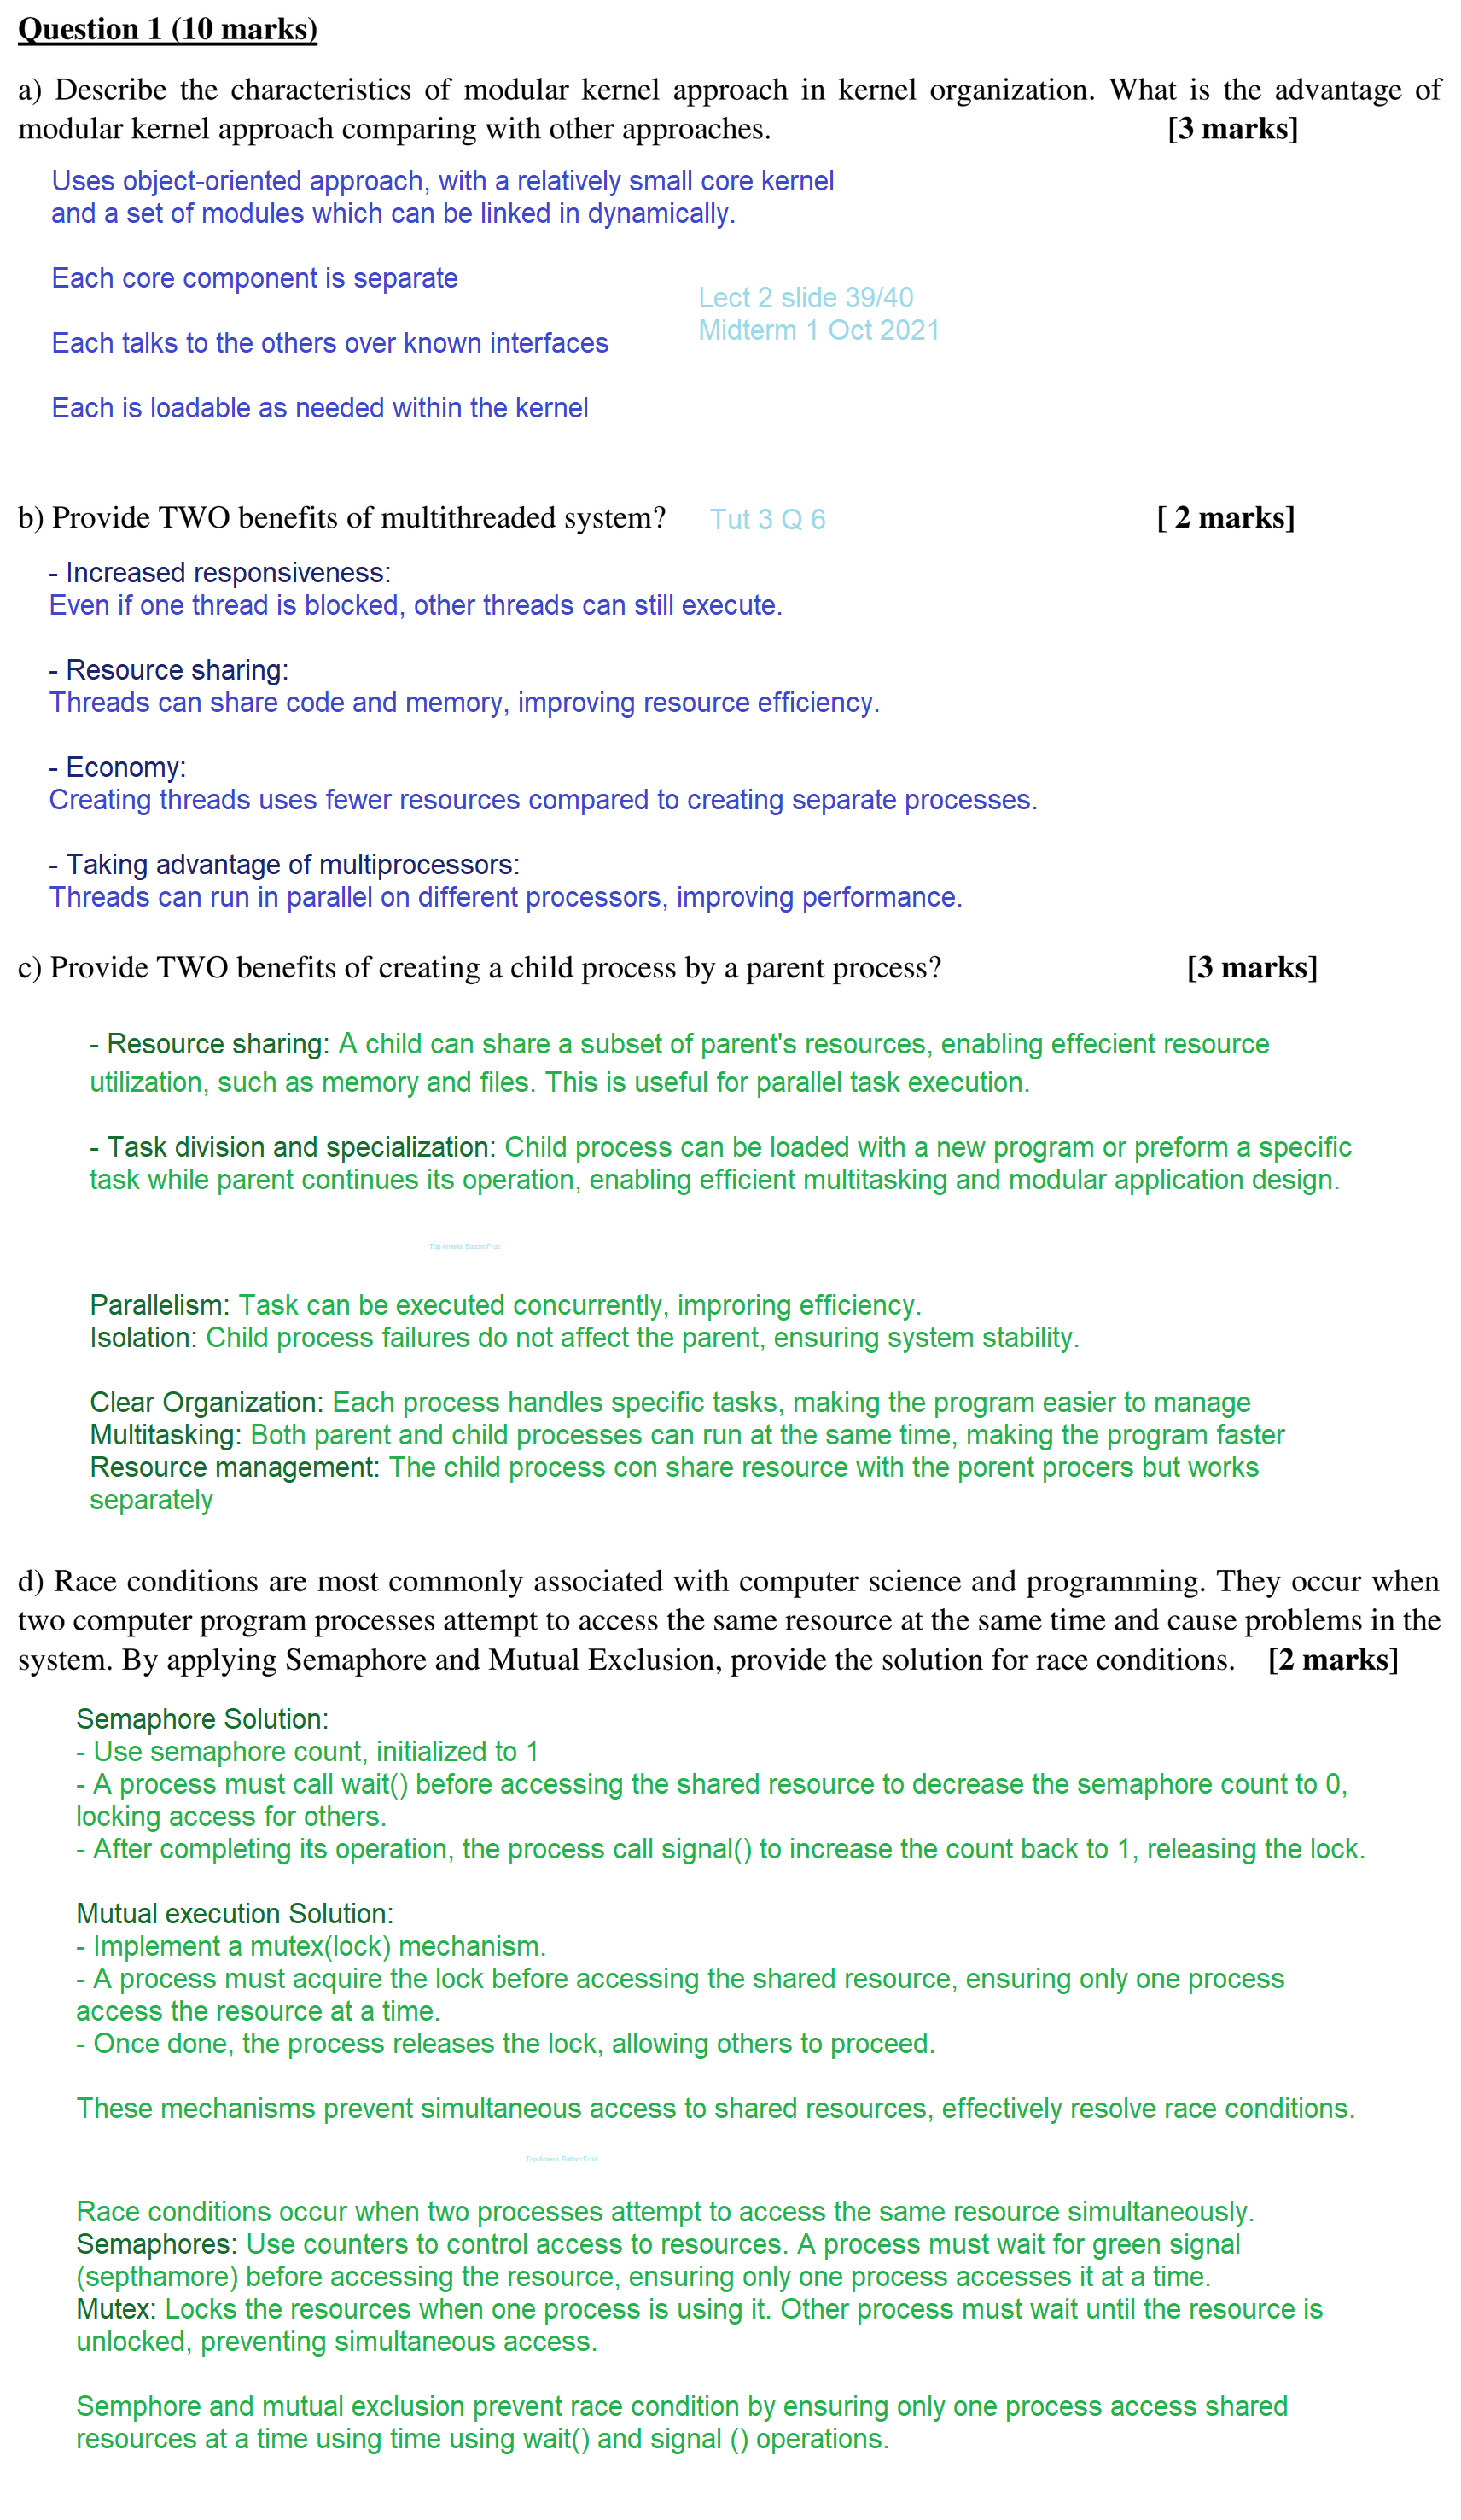 Question 1 (10 marks)
a) Describe the characteristics of modular kernel approach in kernel organization. What is the advantage of
modular kernel approach comparing with other approaches. [3 marks]
Uses object-oriented approach, with a relatively small core kernel
and a set of modules which can be linked in dynamically.
Each core component is separate
Lect 2 slide 39/40
Midterm 1 Oct 2021
Each talks to the others over known interfaces
Each is loadable as needed within the kernel
b) Provide TWO benefits of multithreaded system? Tut 3 Q 6 [ 2 marks]
- Increased responsiveness:
Even if one thread is blocked, other threads can still execute.
- Resource sharing:
Threads can share code and memory, improving resource efficiency.
- Economy:
Creating threads uses fewer resources compared to creating separate processes.
- Taking advantage of multiprocessors:
Threads can run in parallel on different processors, improving performance.
c) Provide TWO benefits of creating a child process by a parent process? [3 marks]
- Resource sharing: A child can share a subset of parent's resources, enabling effecient resource
utilization, such as memory and files. This is useful for parallel task execution.
- Task division and specialization: Child process can be loaded with a new program or preform a specific
task while parent continues its operation, enabling efficient multitasking and modular application design.
Top Amena, Bottom Fruit
Parallelism: Task can be executed concurrently, improring efficiency.
Isolation: Child process failures do not affect the parent, ensuring system stability.
Clear Organization: Each process handles specific tasks, making the program easier to manage
Multitasking: Both parent and child processes can run at the same time, making the program faster
Resource management: The child process con share resource with the porent procers but works
separately
d) Race conditions are most commonly associated with computer science and programming. They occur when
two computer program processes attempt to access the same resource at the same time and cause problems in the
system. By applying Semaphore and Mutual Exclusion, provide the solution for race conditions. [2 marks]
Semaphore Solution:
- Use semaphore count, initialized to 1
- A process must call wait() before accessing the shared resource to decrease the semaphore count to 0,
locking access for others.
- After completing its operation, the process call signal() to increase the count back to 1, releasing the lock.
Mutual execution Solution:
- Implement a mutex(lock) mechanism.
- A process must acquire the lock before accessing the shared resource, ensuring only one process
access the resource at a time.
- Once done, the process releases the lock, allowing others to proceed.
These mechanisms prevent simultaneous access to shared resources, effectively resolve race conditions.
Top Amena, Bottom Fruit
Race conditions occur when two processes attempt to access the same resource simultaneously.
Semaphores: Use counters to control access to resources. A process must wait for green signal
(septhamore) before accessing the resource, ensuring only one process accesses it at a time.
Mutex: Locks the resources when one process is using it. Other process must wait until the resource is
unlocked, preventing simultaneous access.
Semphore and mutual exclusion prevent race condition by ensuring only one process access shared
resources at a time using time using wait() and signal () operations.